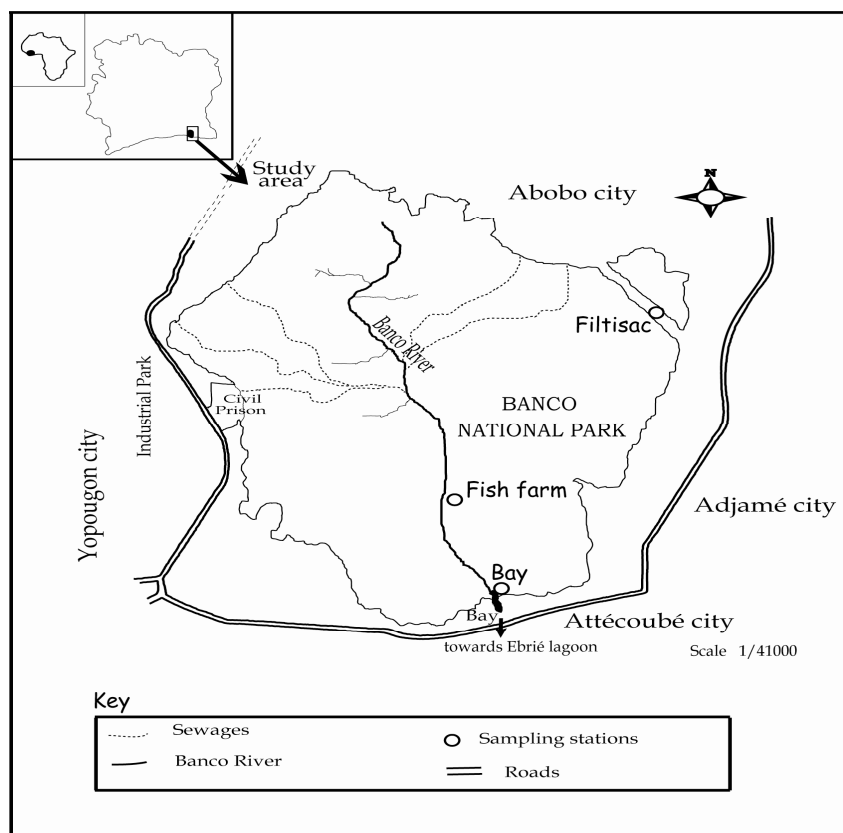 Study
area
Abobo city
N
Filtisac
Banco River
Industrial Park
Civil
Prison
BANCO
NATIONAL PARK
Yopougon city
Fish farm
Adjamé city
Bay
Bay
Attécoubé city
towards Ebrié lagoon
Scale 1/41000
Key
Sewages
Sampling stations
Banco River
Roads